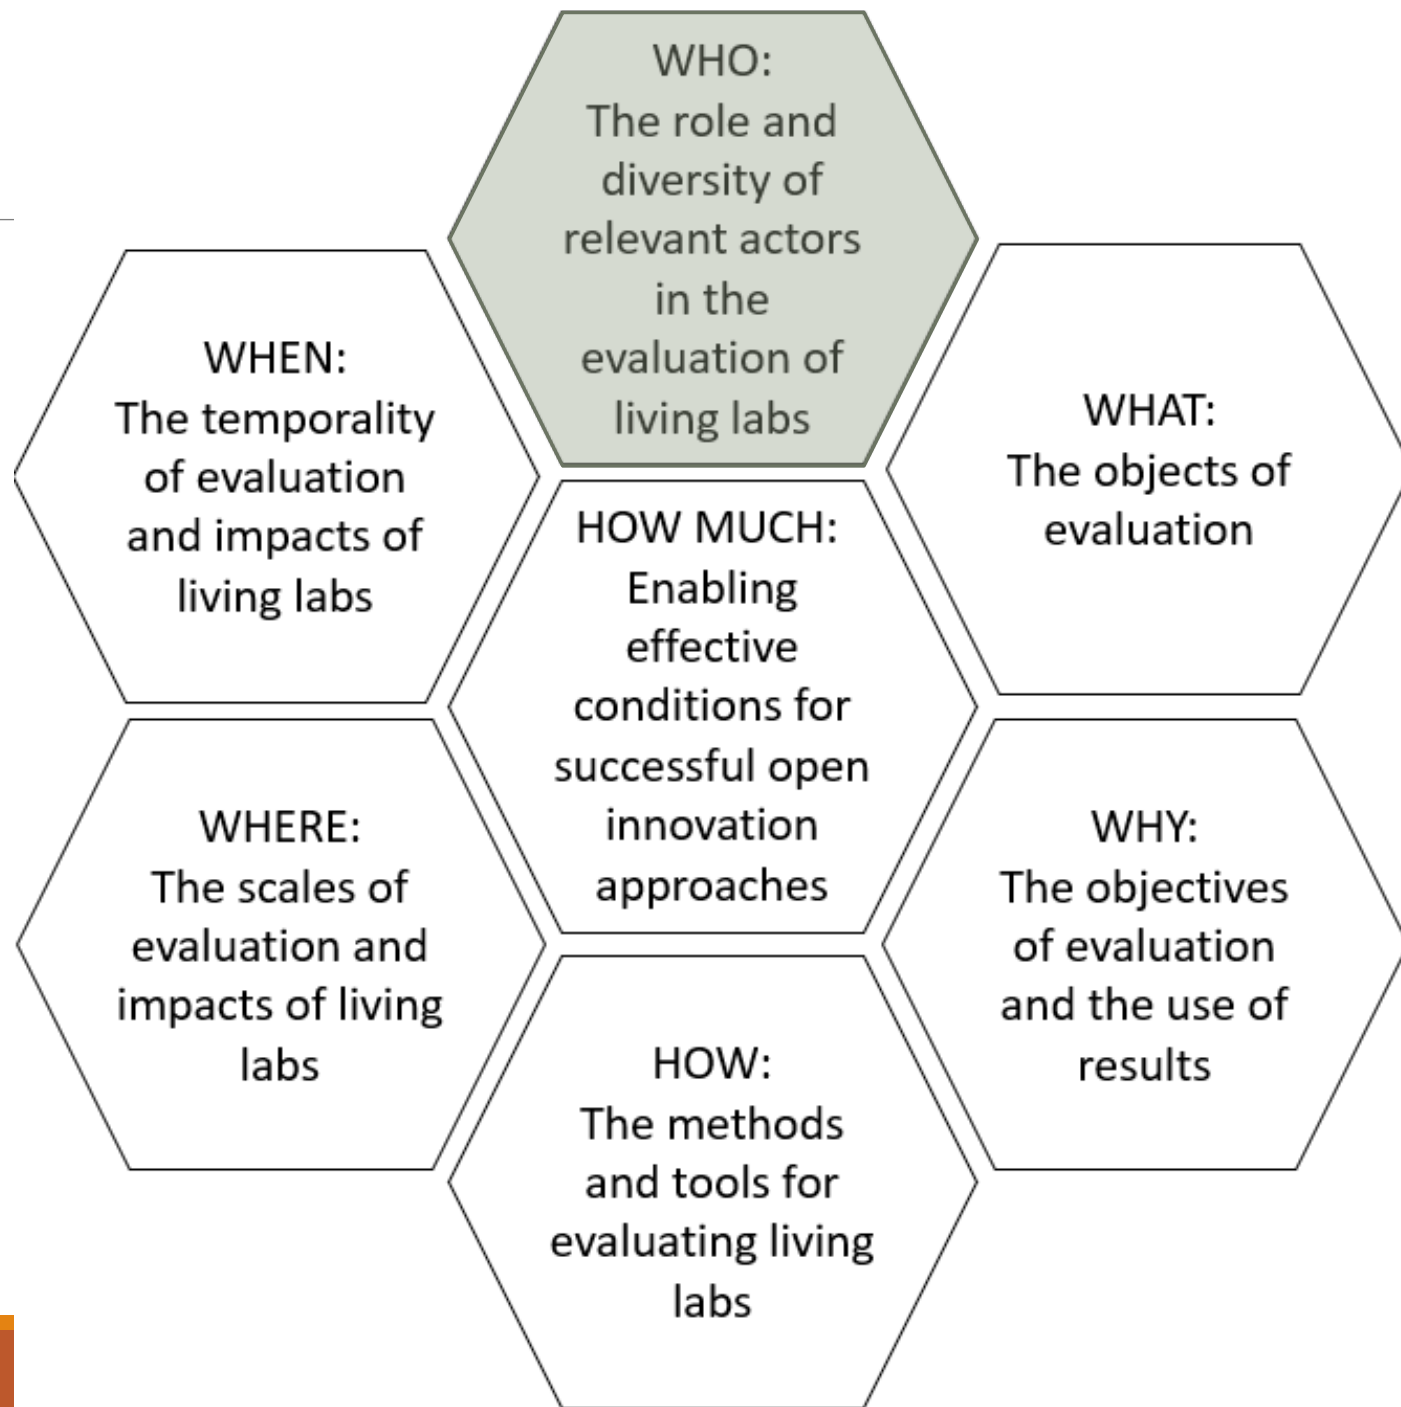 WHO:
The role and
diversity of
relevant actors
in the
evaluation of
living labs
WHEN:
The temporality
of evaluation
and impacts of
living labs
WHAT:
The objects of
evaluation
HOW MUCH:
Enabling
effective
conditions for
successful open
innovation
approaches
WHERE:
The scales of
evaluation and
impacts of living
labs
WHY:
The objectives
of evaluation
and the use of
results
HOW:
The methods
and tools for
evaluating living
labs